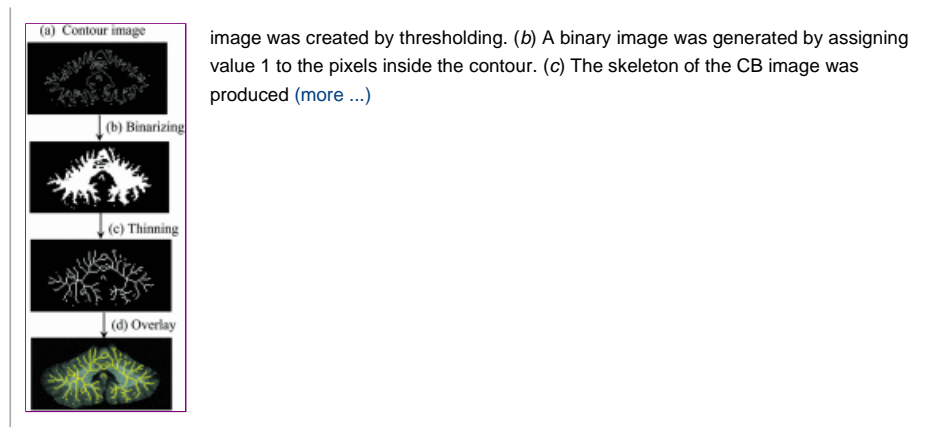 (a) Contour image
(b) Binarizing
(c) Thinning
(d) Overlay
image was created by thresholding. (b) A binary image was generated by assigning
value 1 to the pixels inside the contour. (c) The skeleton of the CB image was
produced (more ...)